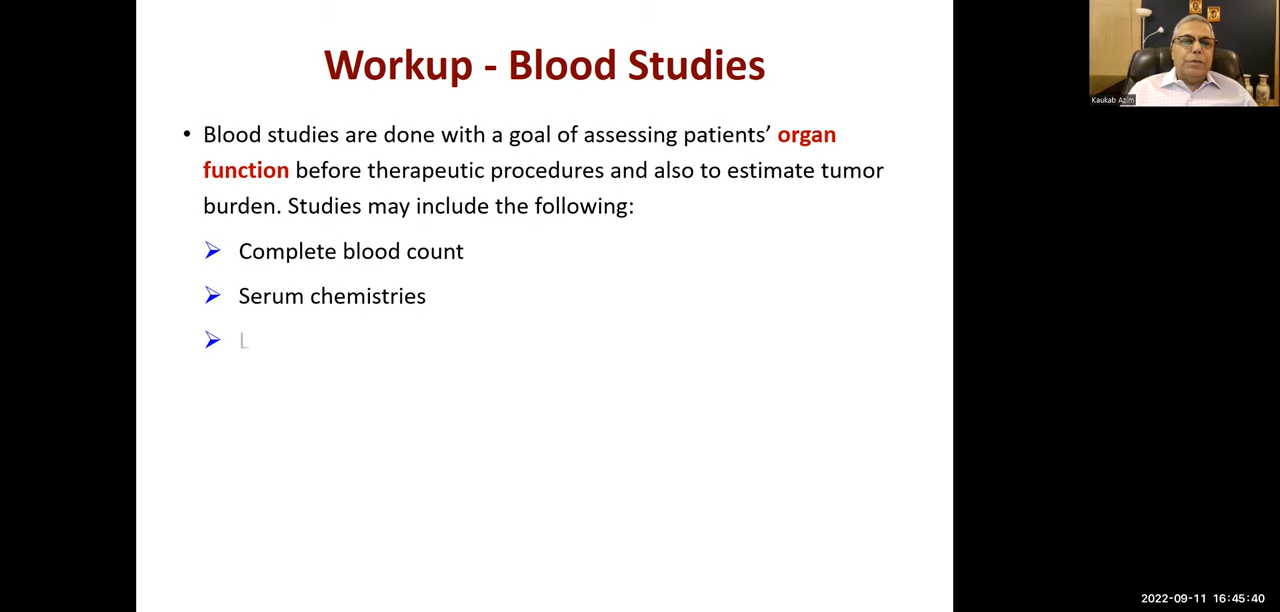 Workup - Blood Studies
• Blood studies are done with a goal of assessing patients’ organ
function before therapeutic procedures and also to estimate tumor
burden. Studies may include the following:
➢ Complete blood count
➢ Serum chemistries
➢ L
Kaukab Azim
2022-09-11 16:45:40